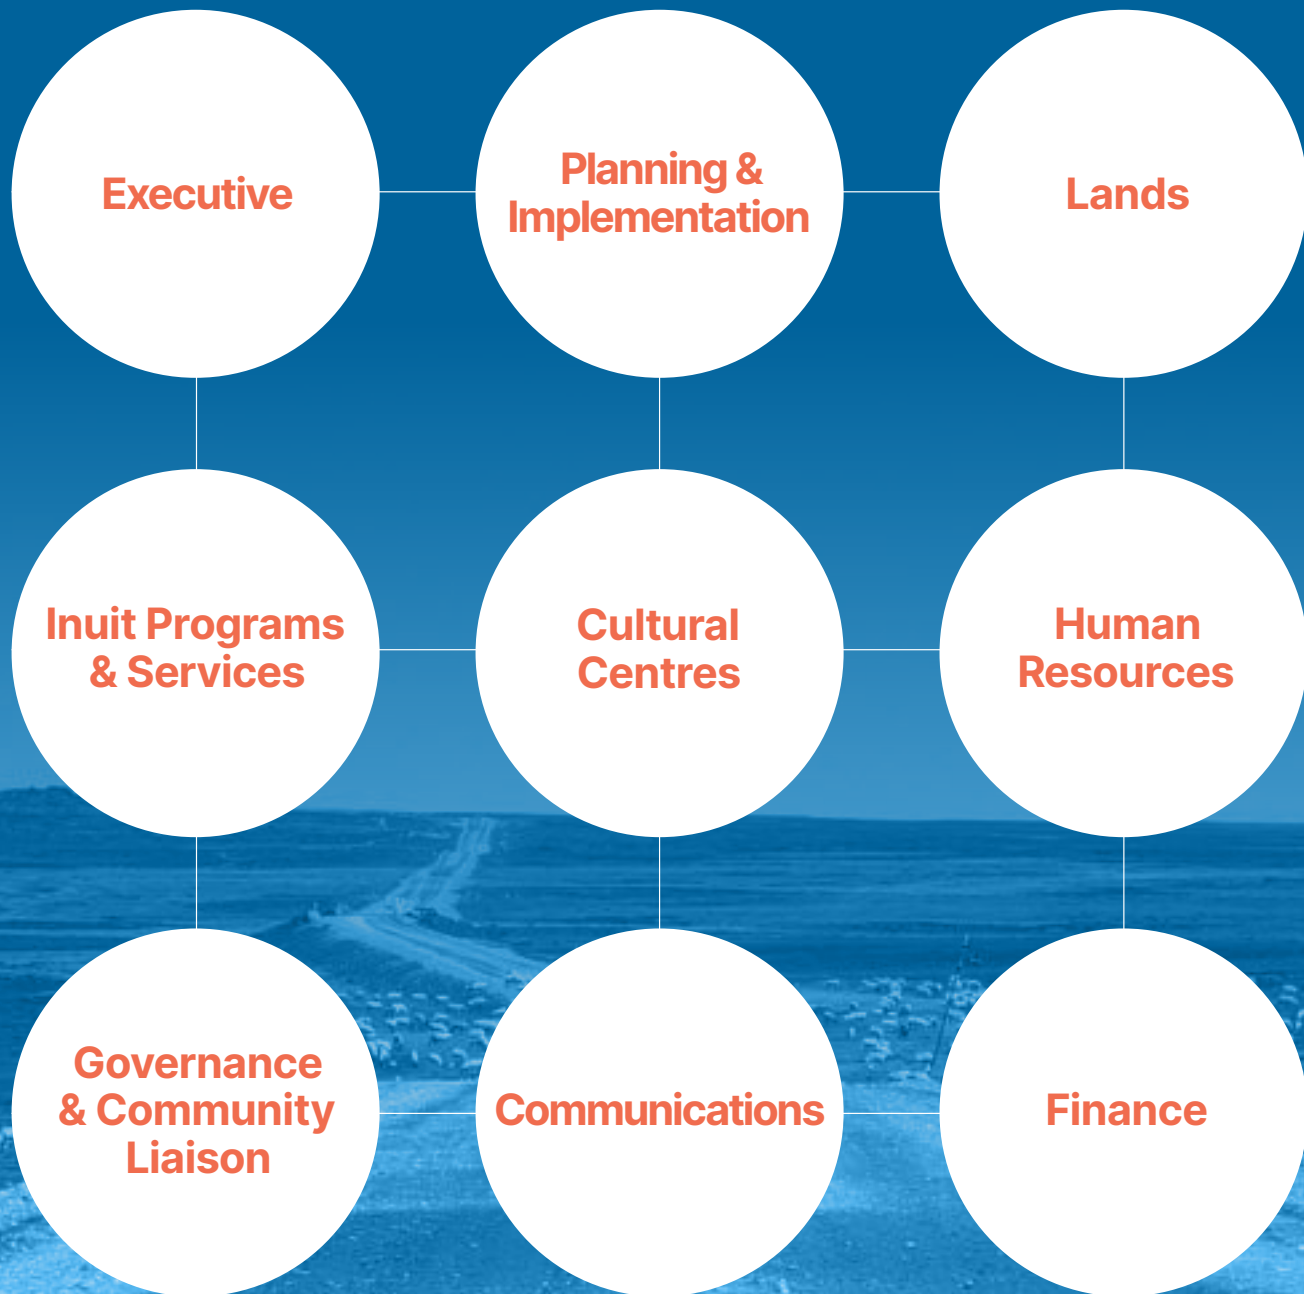 Executive
Planning &
Implementation
Lands
Inuit Programs
& Services
Cultural
Centres
Human
Resources
Governance
& Community
Liaison
Communications
Finance